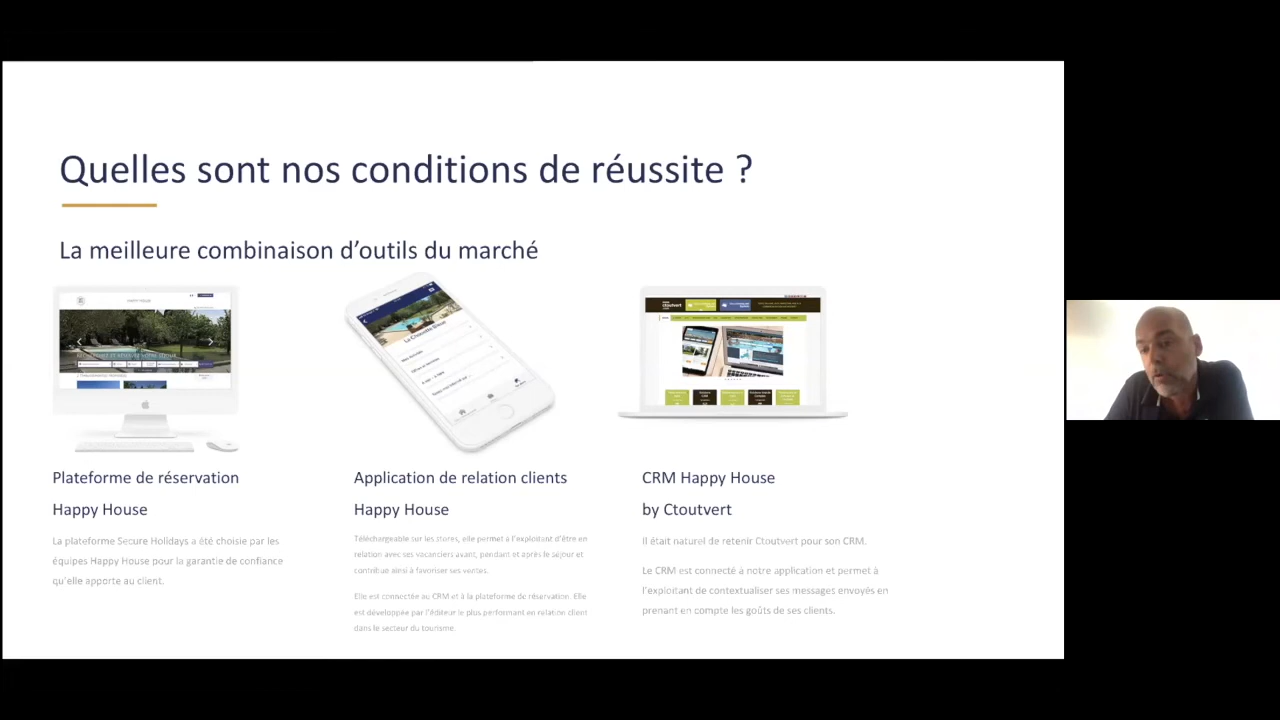 Quelles sont nos conditions de réussite ?
La meilleure combinaison d’outils du marché
HAPPY HOUSE
La Chouette Bleue
ctoutvert
Plateforme de réservation
Happy House
La plateforme Secure Holidays a été choisie par les
équipes Happy House pour la garantie de confiance
qu’elle apporte au client.
Application de relation clients
Happy House
Téléchargeable sur les stores, elle permet à l’exploitant d’être en
relation avec ses vacanciers avant, pendant et après le séjour et
contribue ainsi à favoriser ses ventes.
Elle est connectée au CRM et à la plateforme de réservation. Elle
est développée par l’éditeur le plus performant en relation client
dans le secteur du tourisme.
CRM Happy House
by Ctoutvert
Il était naturel de retenir Ctoutvert pour son CRM.
Le CRM est connecté à notre application et permet à
l’exploitant de contextualiser ses messages envoyés en
prenant en compte les goûts de ses clients.